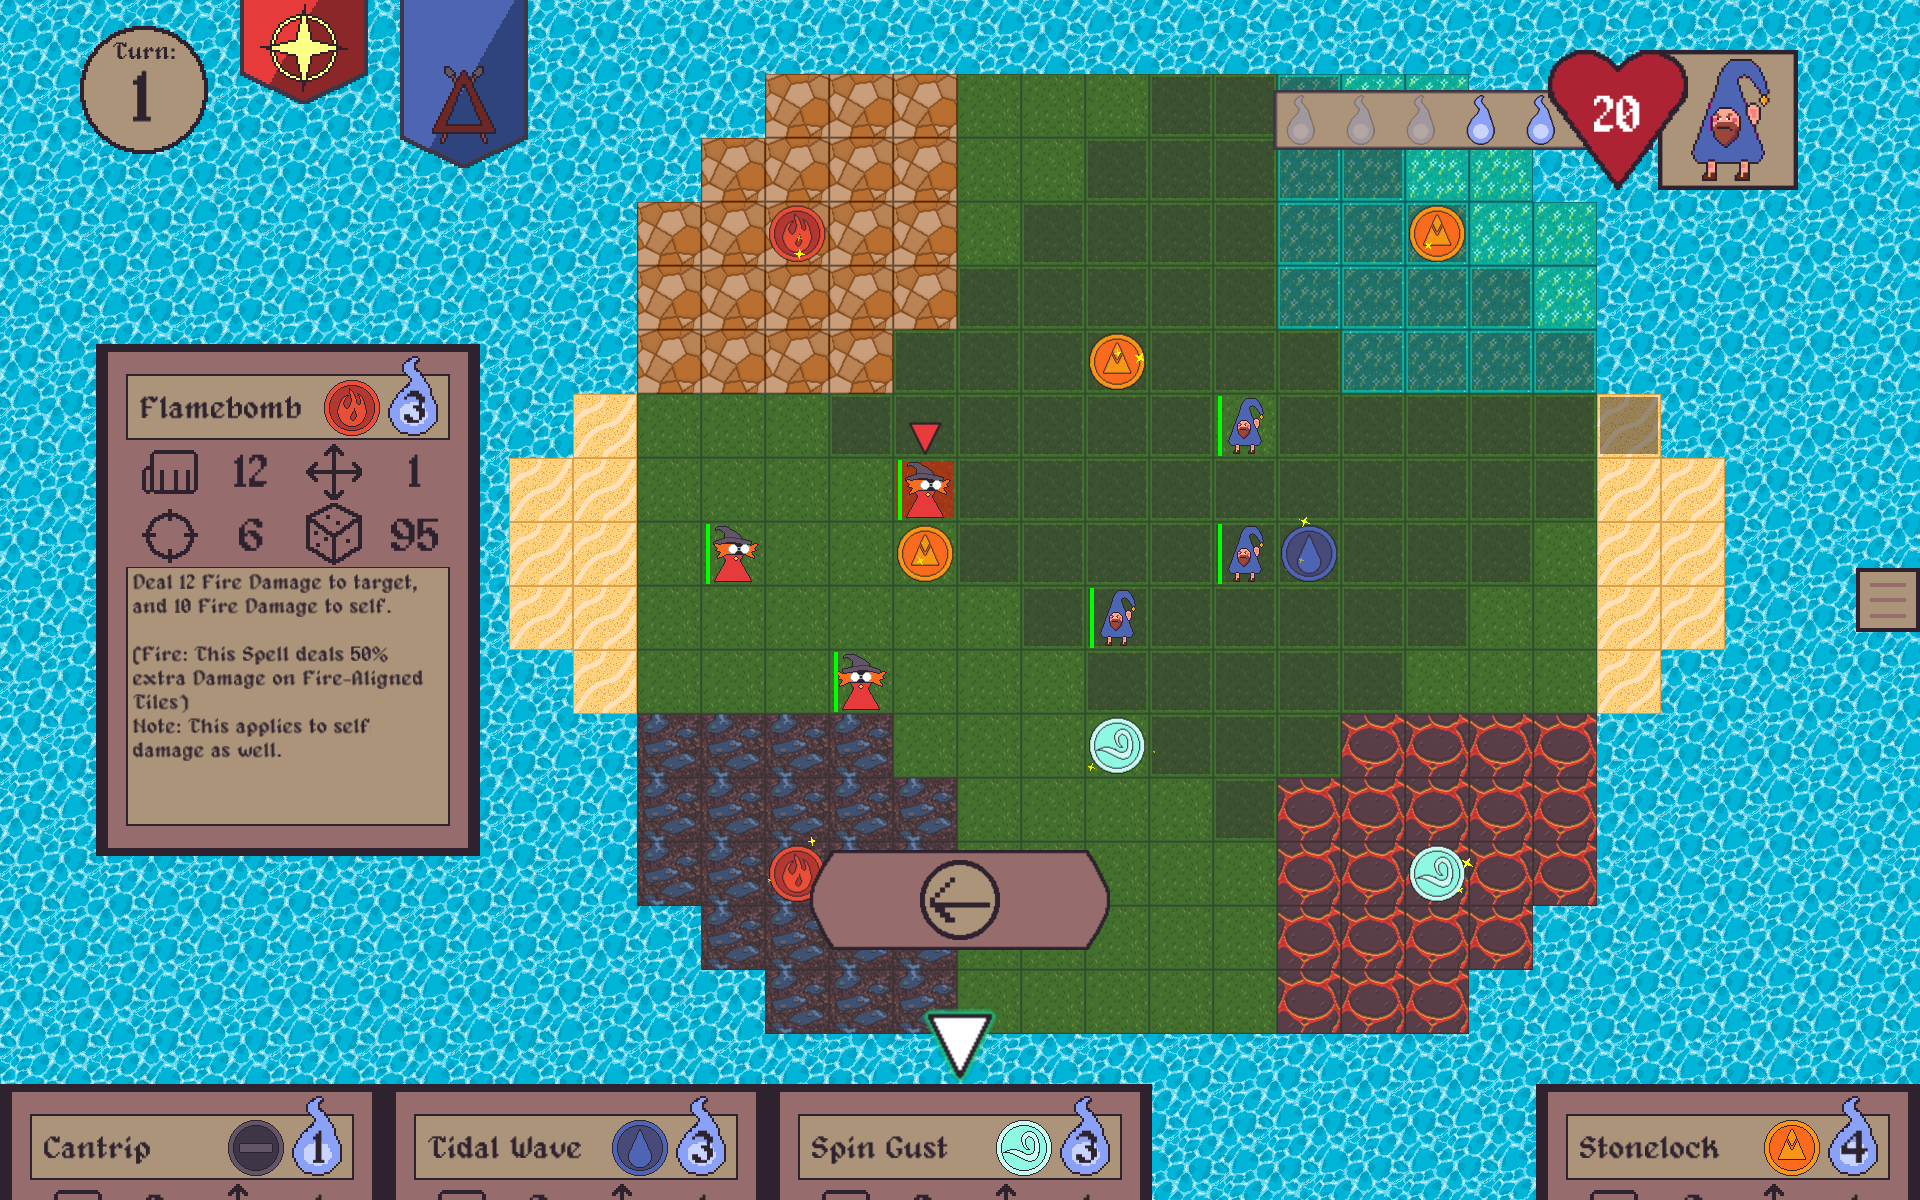 Turn:
1
20
Flamebomb 3
12 1
6 95
Deal 12 Fire Damage to target,
and 10 Fire Damage to self.
(Fire: This Spell deals 50%
extra Damage on Fire-Aligned
Tiles)
Note: This applies to self
damage as well.
Cantrip 1
Tidal Wave 3
Spin Gust 3
Stonelock 4